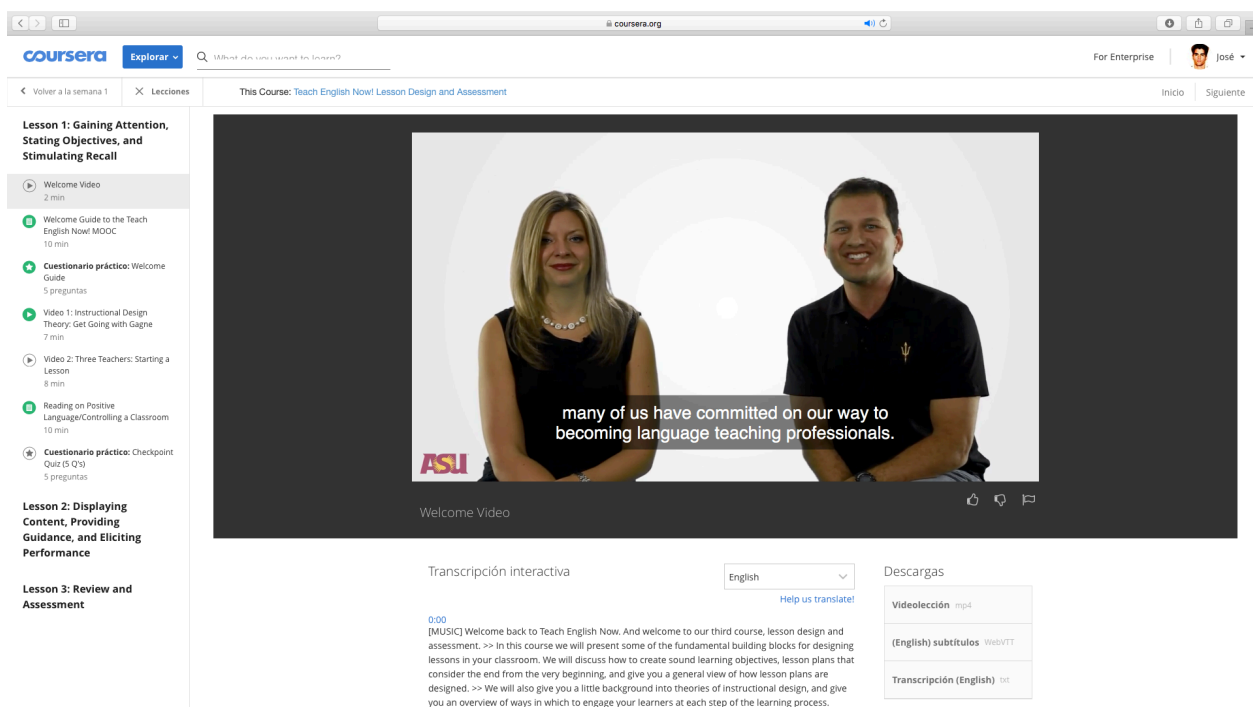 coursera.org
coursera
Explorar
What do you want to learn?
For Enterprise
José
Volver a la semana 1
Lecciones
This Course: Teach English Now! Lesson Design and Assessment
Inicio
Siguiente
Lesson 1: Gaining Attention,
Stating Objectives, and
Stimulating Recall
Welcome Video
2 min
Welcome Guide to the Teach
English Now! MOOC
10 min
Cuestionario práctico: Welcome
Guide
5 preguntas
Video 1: Instructional Design
Theory: Get Going with Gagne
7 min
Video 2: Three Teachers: Starting a
Lesson
8 min
Reading on Positive
Language/Controlling a Classroom
10 min
Cuestionario práctico: Checkpoint
Quiz (5 Q's)
5 preguntas
Lesson 2: Displaying
Content, Providing
Guidance, and Eliciting
Performance
Lesson 3: Review and
Assessment
many of us have committed on our way to
becoming language teaching professionals.
ASU
Welcome Video
Transcripción interactiva
English
Help us translate!
0:00
[MUSIC] Welcome back to Teach English Now. And welcome to our third course, lesson design and
assessment. >> In this course we will present some of the fundamental building blocks for designing
lessons in your classroom. We will discuss how to create sound learning objectives, lesson plans that
consider the end from the very beginning, and give you a general view of how lesson plans are
designed. >> We will also give you a little background into theories of instructional design, and give
you an overview of ways in which to engage your learners at each step of the learning process.
Descargas
Videolección mp4
(English) subtítulos WebVTT
Transcripción (English) txt